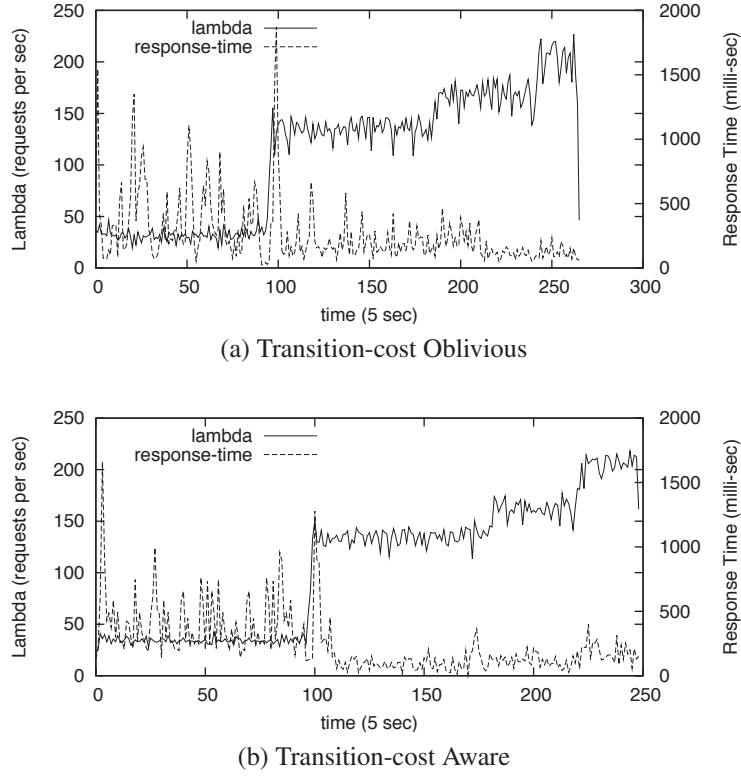 250
200
150
100
50
0
Lambda (requests per sec)
lambda
response-time
2000
1500
1000
500
0
Response Time (milli-sec)
0 50 100 150 200 250 300
time (5 sec)
(a) Transition-cost Oblivious
250
200
150
100
50
0
Lambda (requests per sec)
lambda
response-time
2000
1500
1000
500
0
Response Time (milli-sec)
0 50 100 150 200 250
time (5 sec)
(b) Transition-cost Aware